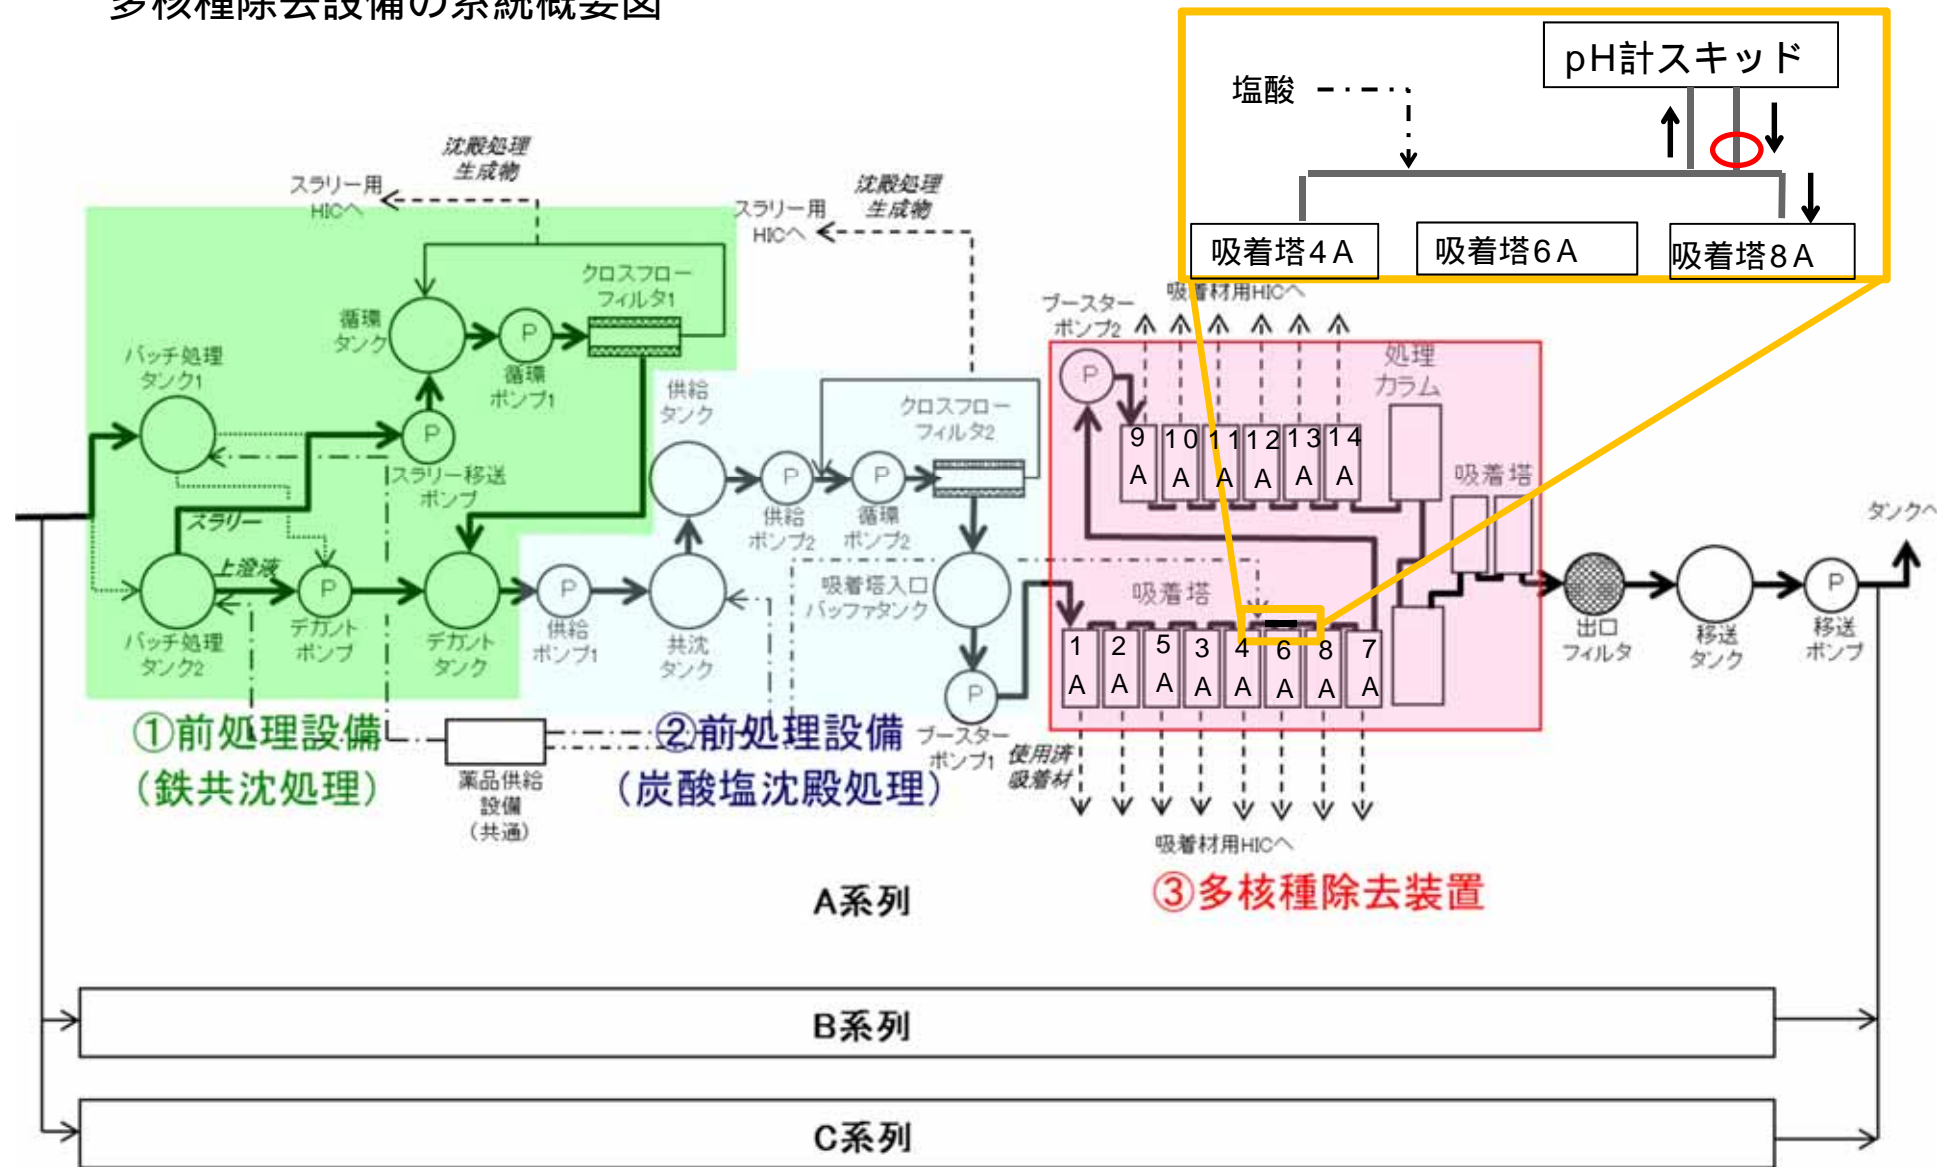 多核種除去設備の系統概要図
pH計スキッド
塩酸
吸着塔4A
吸着塔6A
吸着塔8A
沈殿処理
生成物
スラリー用
HICへ
沈殿処理
生成物
スラリー用
HICへ
クロスフロー
フィルタ1
循環
タンク
P
循環
ポンプ1
バッチ処理
タンク1
P
スラリー移送
ポンプ
スラリー
上澄液
バッチ処理
タンク2
P
デカント
ポンプ
デカント
タンク
供給
タンク
クロスフロー
フィルタ2
P
供給
ポンプ2
P
循環
ポンプ2
P
供給
ポンプ1
共沈
タンク
吸着塔入口
バッファタンク
P
ブースター
ポンプ1
ブースター
ポンプ2
P
吸着材用HICへ
処理
カラム
9 10 11 12 13 14
A A A A A A
吸着塔
吸着塔
1 2 5 3 4 6 8 7
A A A A A A A A
使用済
吸着材
吸着材用HICへ
出口
フィルタ
移送
タンク
P
移送
ポンプ
タンクへ
①前処理設備
(鉄共沈処理)
薬品供給
設備
(共通)
②前処理設備
(炭酸塩沈殿処理)
③多核種除去装置
A系列
B系列
C系列